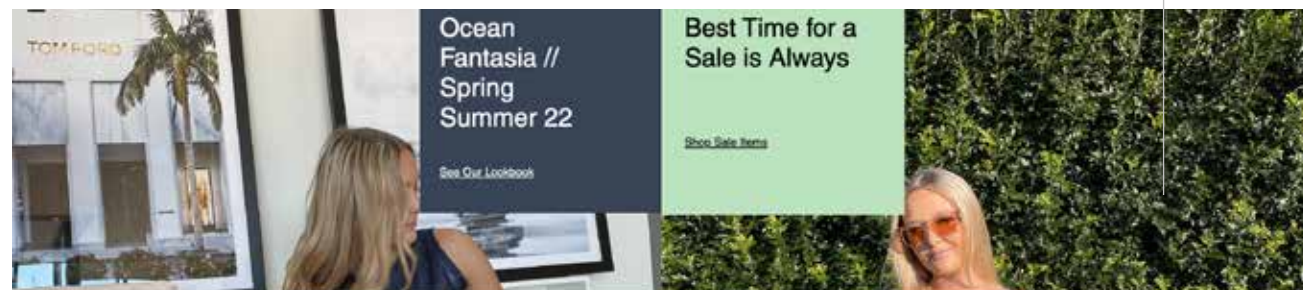 TOM FORD
Ocean
Fantasia //
Spring
Summer 22
See Our Lookbook
Best Time for a
Sale is Always
Shop Sale Items